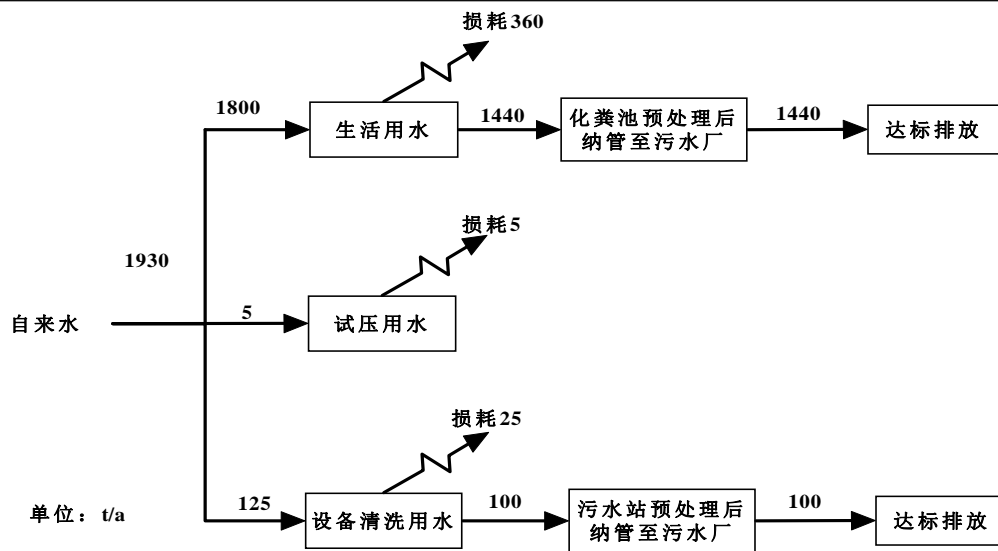 损耗360
1800
生活用水
1440
化粪池预处理后
纳管至污水厂
1440
达标排放
损耗5
1930
自来水
5
试压用水
损耗25
单位：t/a
125
设备清洗用水
100
污水站预处理后
纳管至污水厂
100
达标排放